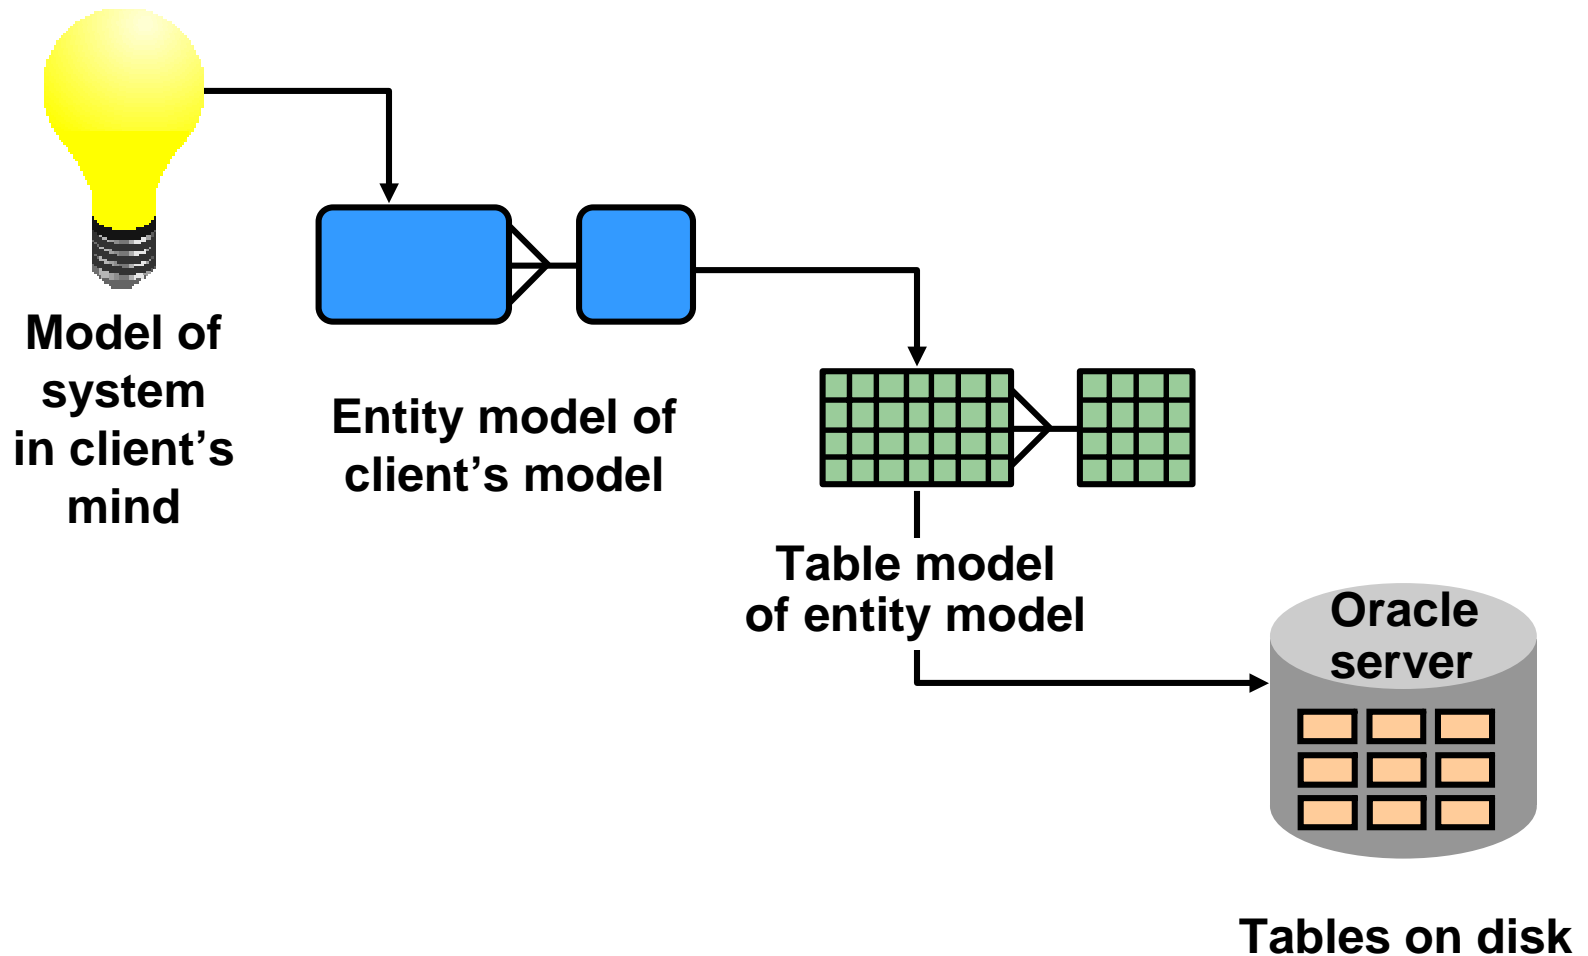 Model of
system
in client’s
mind
Entity model of
client’s model
Table model
of entity model
Oracle
server
Tables on disk